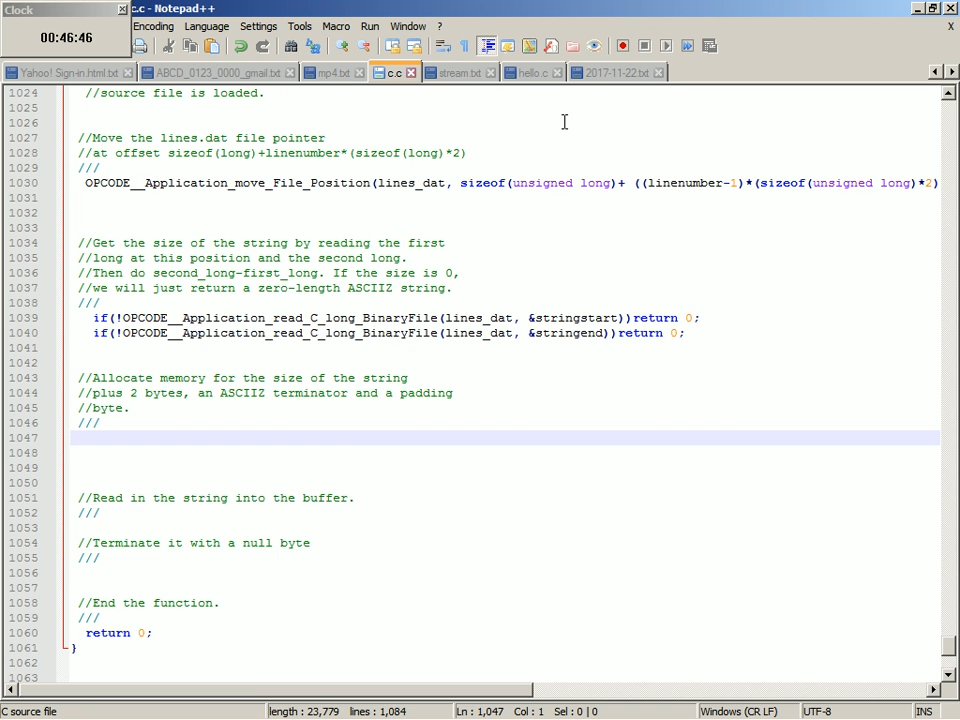 Clock
c.c - Notepad++
00:46:46
Encoding Language Settings Tools Macro Run Window ? X
Yahoo! Sign-in.html.txt ABCD_0123_0000_gmail.txt mp4.txt c.c stream.txt hello.c 2017-11-22.txt
1024 //source file is loaded.
1025
1026
1027 //Move the lines.dat file pointer
1028 //at offset sizeof(long)+linenumber*(sizeof(long)*2)
1029 ///
1030 OPCODE__Application_move_File_Position(lines_dat, sizeof(unsigned long)+ ((linenumber-1)*(sizeof(unsigned long)*2)
1031
1032
1033
1034 //Get the size of the string by reading the first
1035 //long at this position and the second long.
1036 //Then do second_long-first_long. If the size is 0,
1037 //we will just return a zero-length ASCIIZ string.
1038 ///
1039 if(!OPCODE__Application_read_C_long_BinaryFile(lines_dat, &stringstart))return 0;
1040 if(!OPCODE__Application_read_C_long_BinaryFile(lines_dat, &stringend))return 0;
1041
1042
1043 //Allocate memory for the size of the string
1044 //plus 2 bytes, an ASCIIZ terminator and a padding
1045 //byte.
1046 ///
1047
1048
1049
1050
1051 //Read in the string into the buffer.
1052 ///
1053
1054 //Terminate it with a null byte
1055 ///
1056
1057
1058 //End the function.
1059 ///
1060 return 0;
1061 }
1062
1063
C source file length : 23,779 lines : 1,084 Ln : 1,047 Col : 1 Sel : 0 | 0 Windows (CR LF) UTF-8 INS